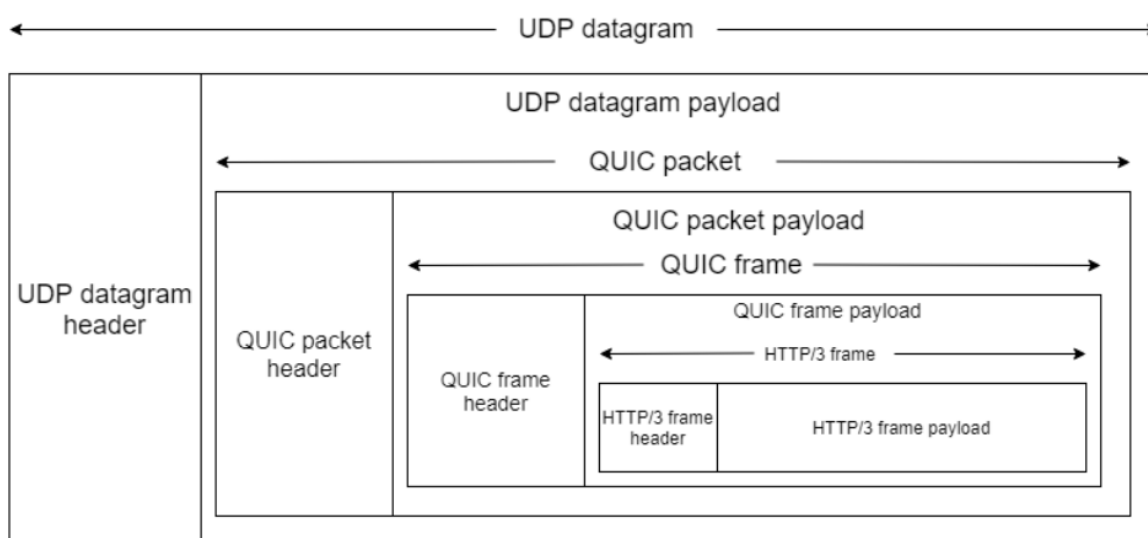 UDP datagram
UDP datagram payload
QUIC packet
QUIC packet payload
QUIC frame
UDP datagram
header
QUIC packet
header
QUIC frame payload
HTTP/3 frame
QUIC frame
header
HTTP/3 frame
header
HTTP/3 frame payload